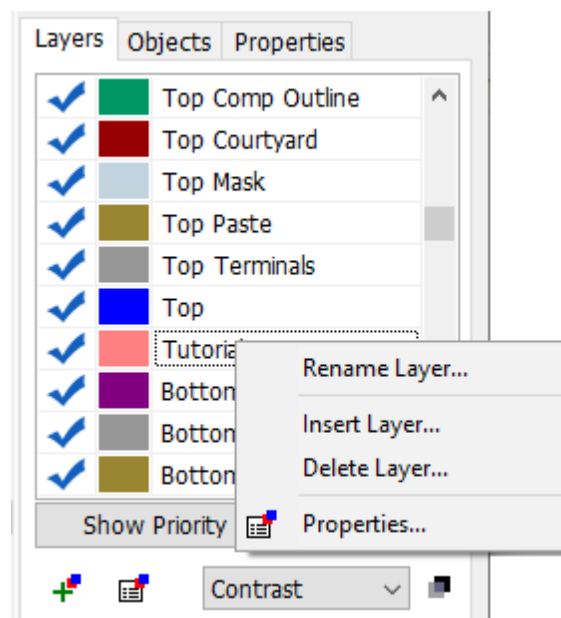 Layers Objects Properties
Top Comp Outline
Top Courtyard
Top Mask
Top Paste
Top Terminals
Top
Rename Layer...
Insert Layer...
Delete Layer...
Show Priority
Properties...
Contrast